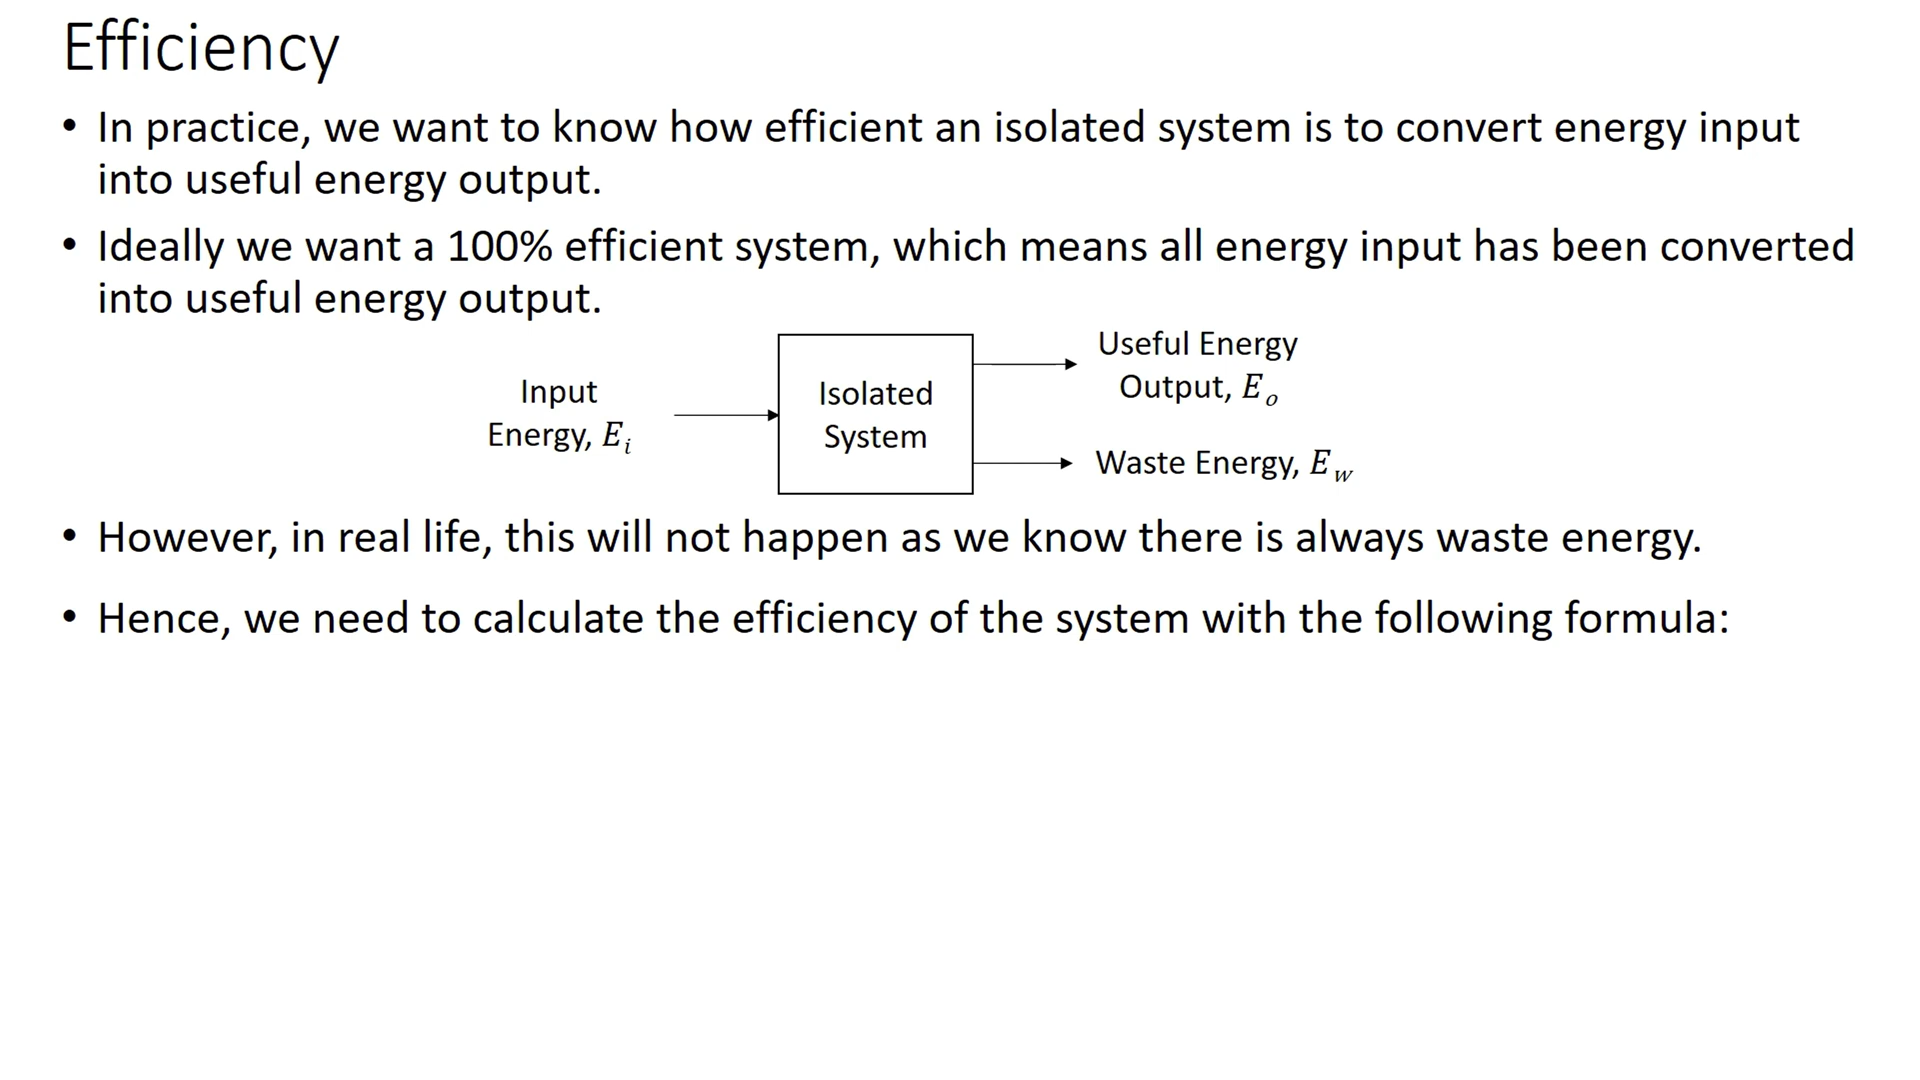 Efficiency
• In practice, we want to know how efficient an isolated system is to convert energy input
into useful energy output.
• Ideally we want a 100% efficient system, which means all energy input has been converted
into useful energy output.
Input
Energy, E_i
Isolated
System
Useful Energy
Output, E_o
Waste Energy, E_w
• However, in real life, this will not happen as we know there is always waste energy.
• Hence, we need to calculate the efficiency of the system with the following formula: